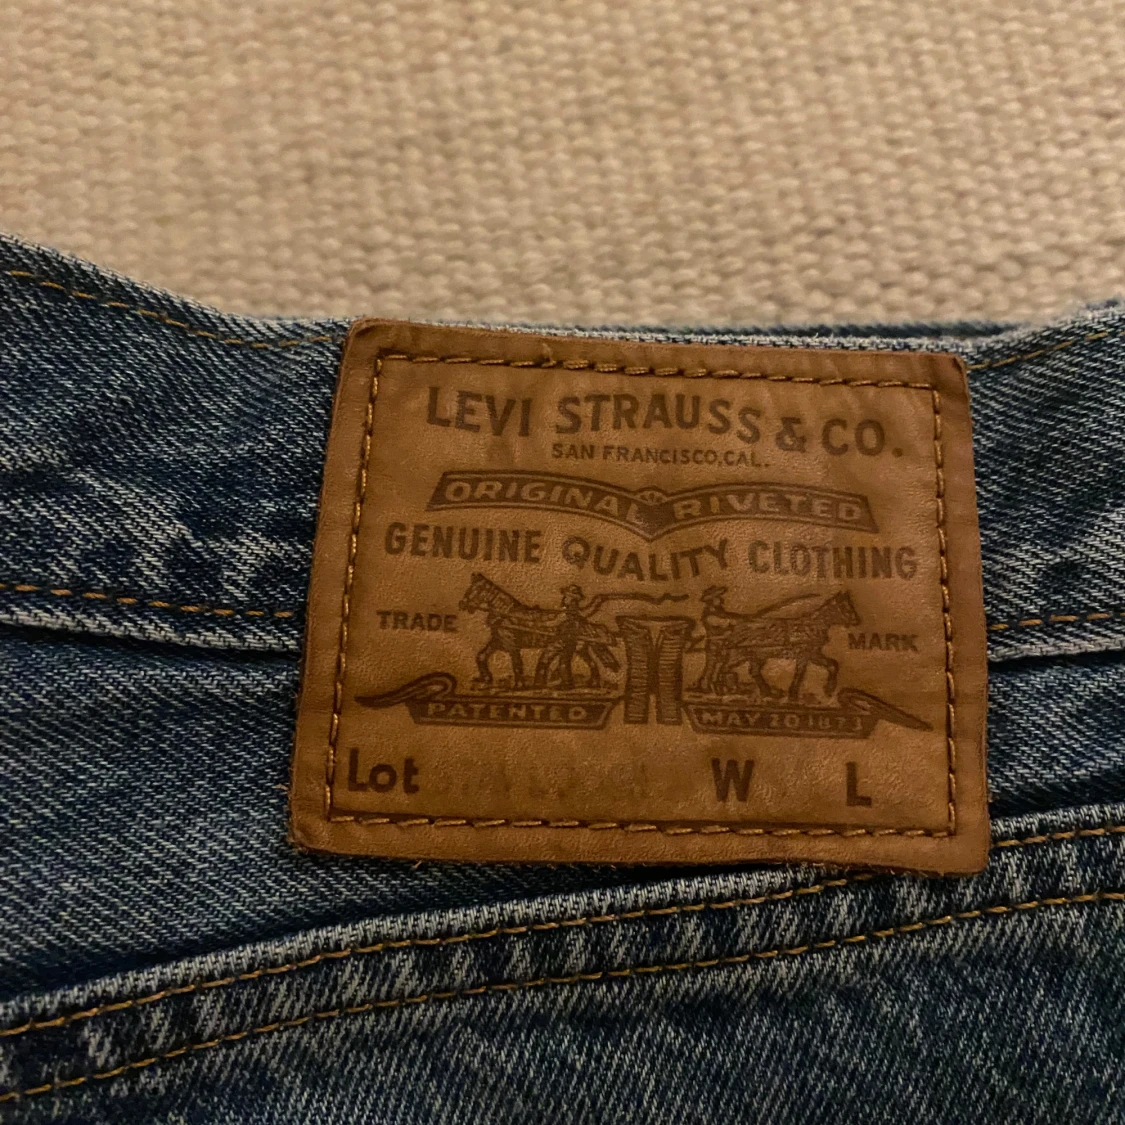 LEVI STRAUSS & CO.
SAN FRANCISCO, CAL.
ORIGINAL RIVETED
GENUINE QUALITY CLOTHING
TRADE MARK
PATENTED MAY 20 1873
Lot W L